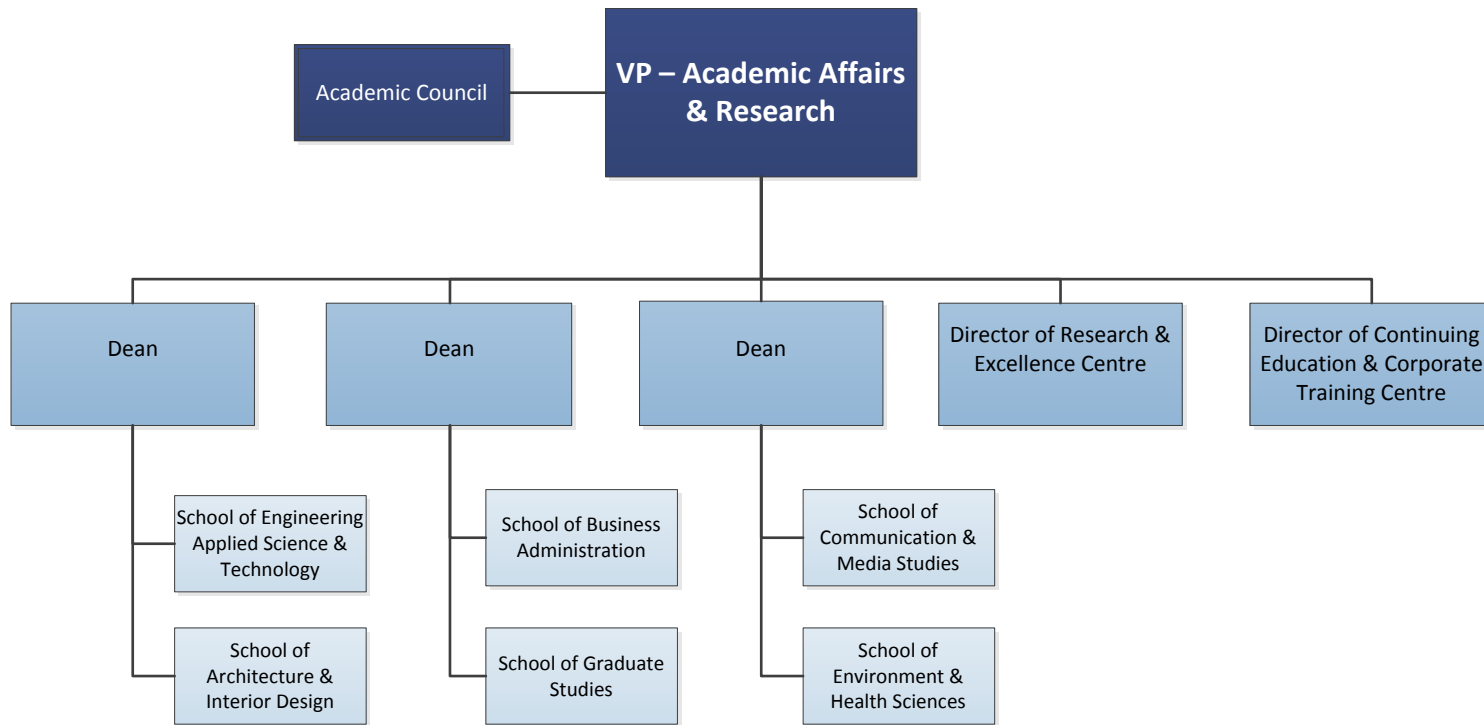 Academic Council
VP – Academic Affairs
& Research
Dean
Dean
Dean
Director of Research &
Excellence Centre
Director of Continuing
Education & Corporate
Training Centre
School of Engineering
Applied Science &
Technology
School of Business
Administration
School of
Communication &
Media Studies
School of
Architecture &
Interior Design
School of Graduate
Studies
School of
Environment &
Health Sciences